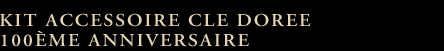 KIT ACCESSOIRE CLE DOREE
100ÈME ANNIVERSAIRE